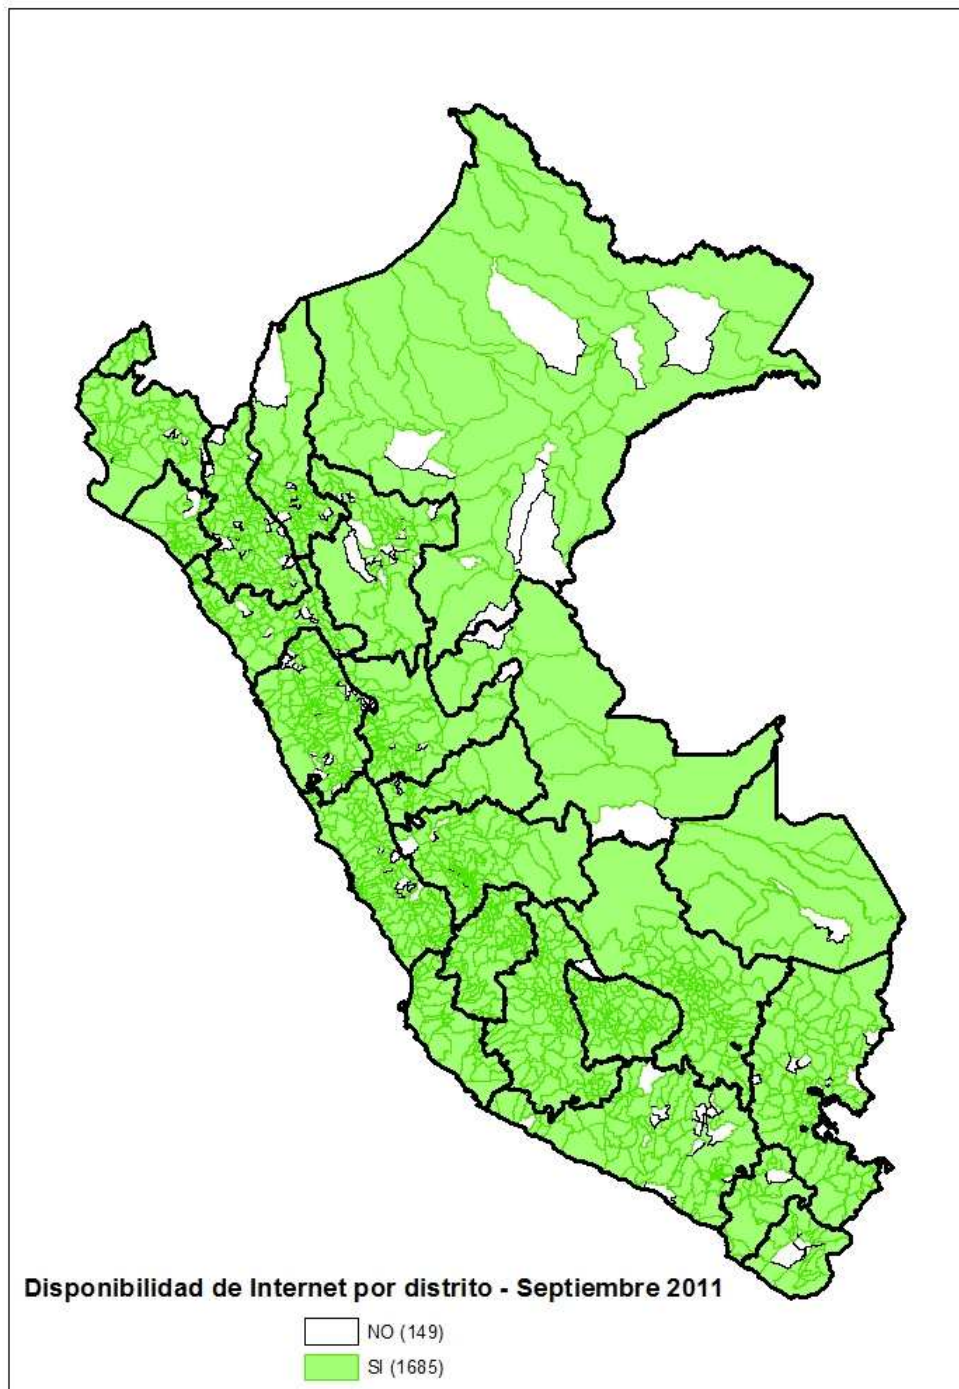 Disponibilidad de Internet por distrito - Septiembre 2011
NO (149)
SI (1685)